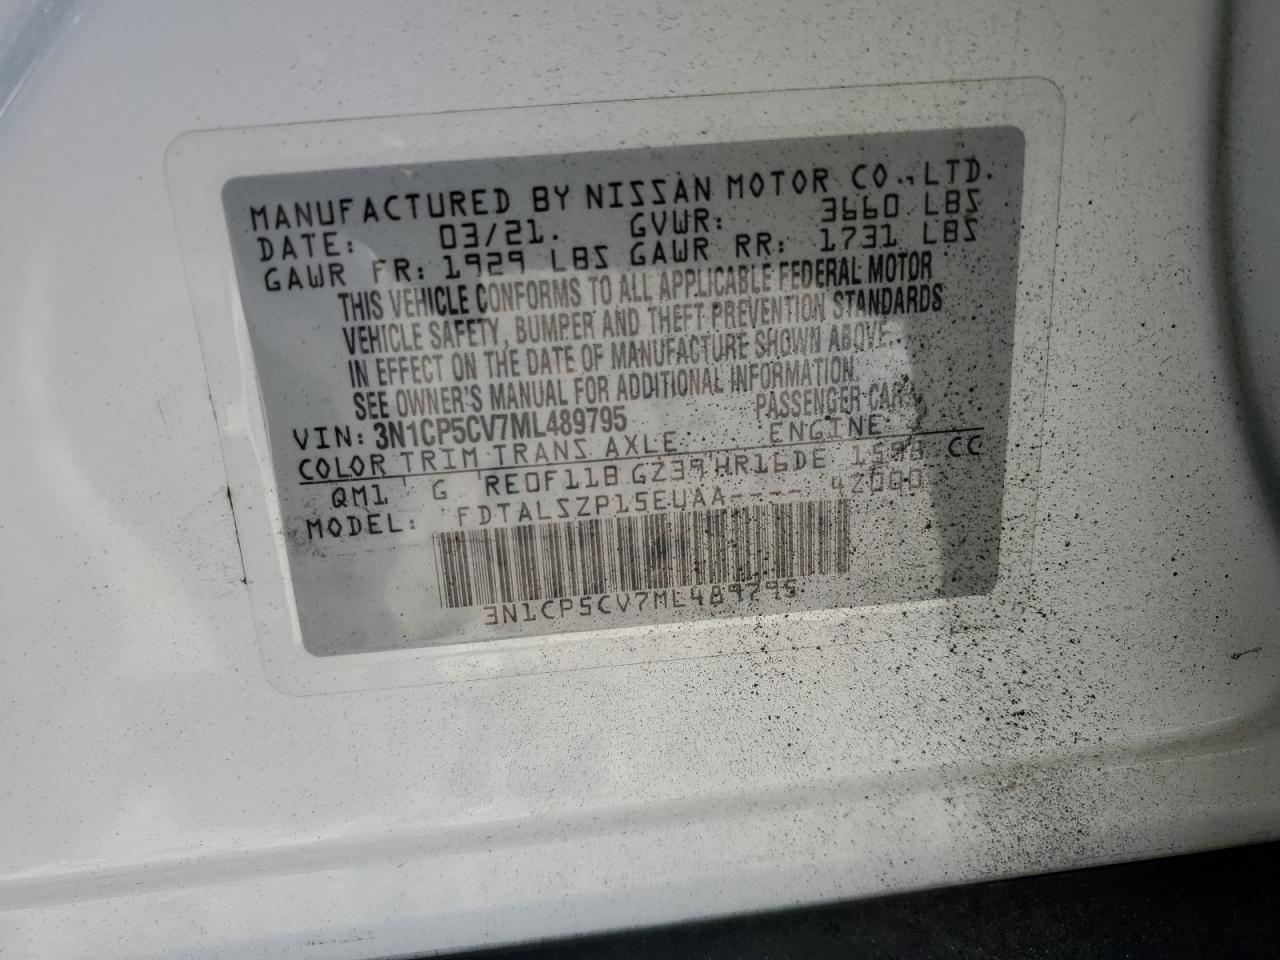 MANUFACTURED BY NISSAN MOTOR CO., LTD.
DATE: 03/21. GVWR: 3660 LBS
GAWR FR: 1929 LBS GAWR RR: 1731 LBS
THIS VEHICLE CONFORMS TO ALL APPLICABLE FEDERAL MOTOR
VEHICLE SAFETY, BUMPER AND THEFT PREVENTION STANDARDS
IN EFFECT ON THE DATE OF MANUFACTURE SHOWN ABOVE.
SEE OWNER'S MANUAL FOR ADDITIONAL INFORMATION.
VIN: 3N1CP5CV7ML489795 PASSENGER CAR
COLOR TRIM TRANS AXLE ENGINE
QM1 G RE0F11B GZ39 HR16DE 1598 CC
MODEL: FDTALSZP15EUAA---- 42000
3N1CP5CV7ML489795